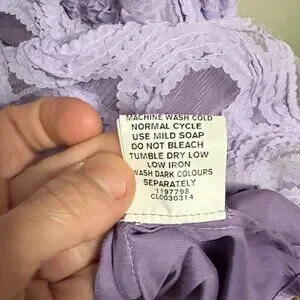 MACHINE WASH COLD
NORMAL CYCLE
USE MILD SOAP
DO NOT BLEACH
TUMBLE DRY LOW
LOW IRON
WASH DARK COLOURS
SEPARATELY
1197798
CL0030314